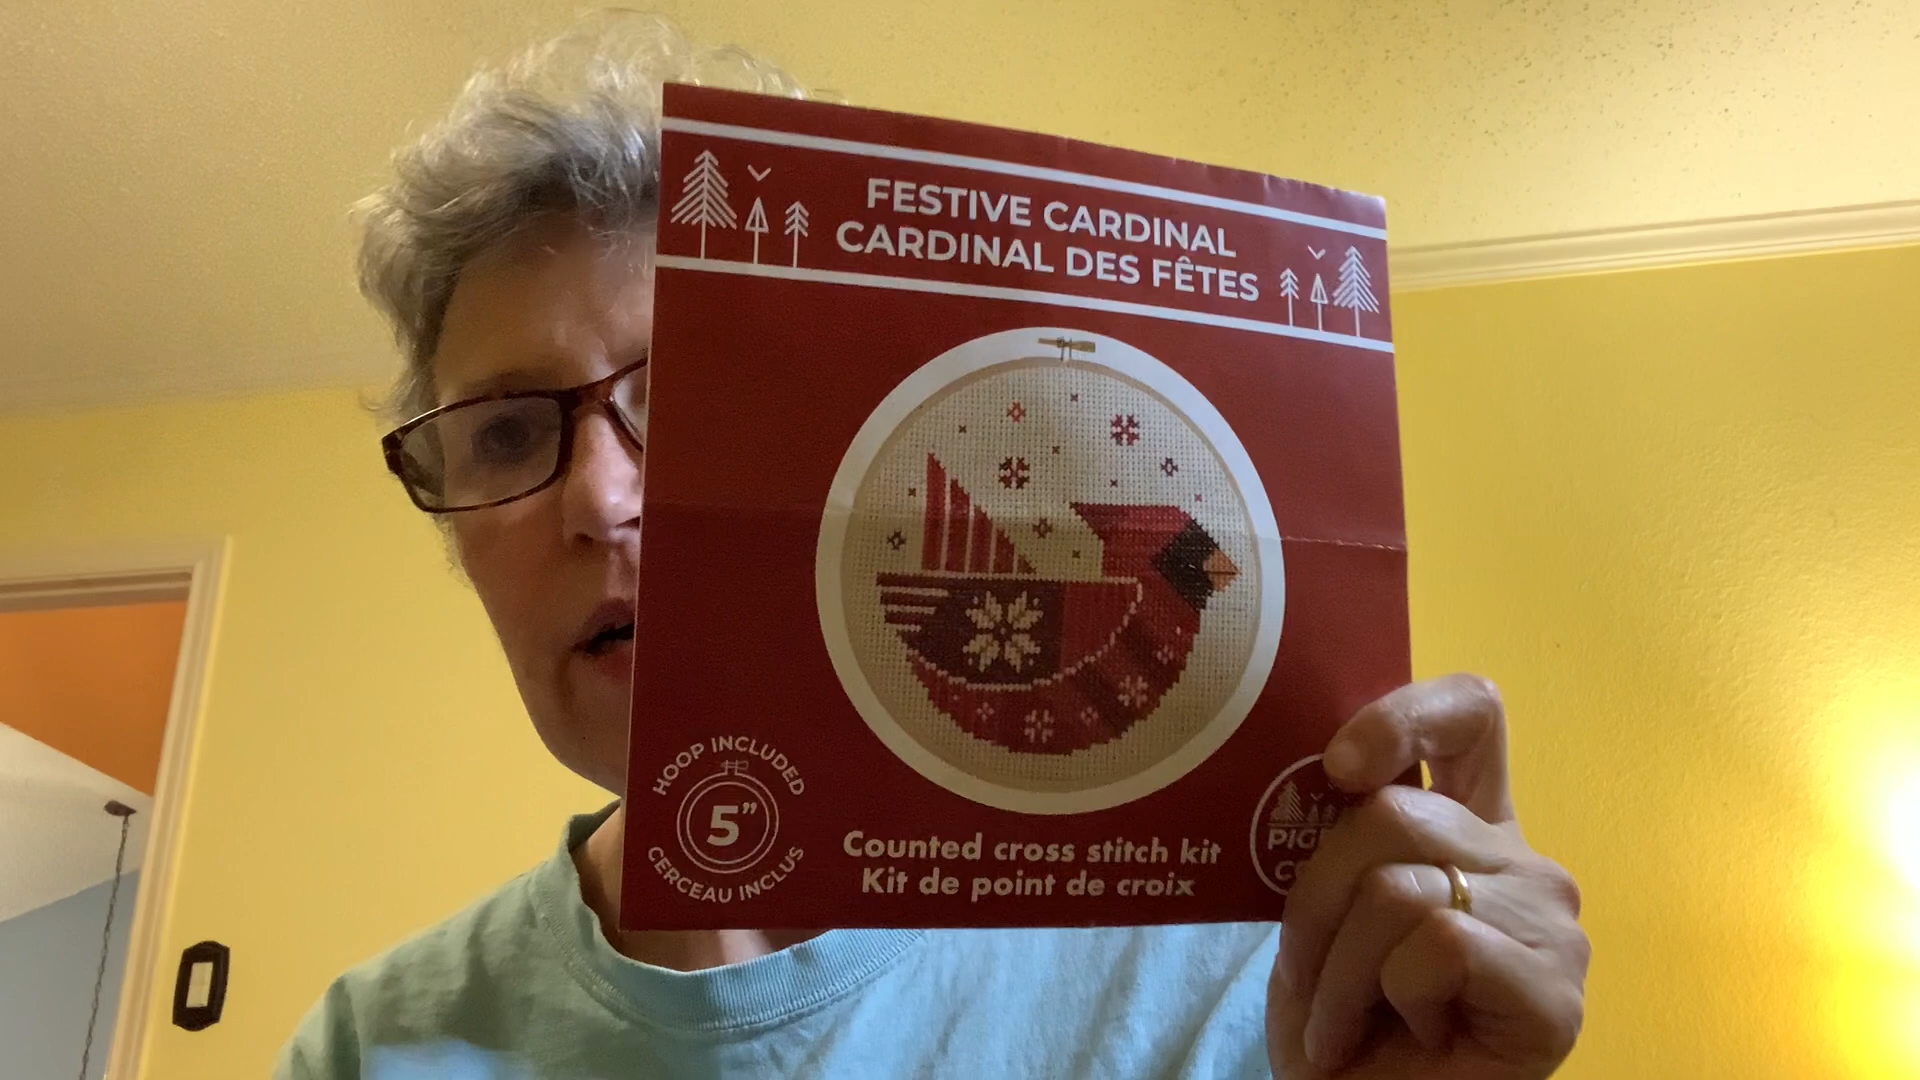 FESTIVE CARDINAL
CARDINAL DES FÊTES
HOOP INCLUDED
5”
CERCEAU INCLUS
Counted cross stitch kit
Kit de point de croix